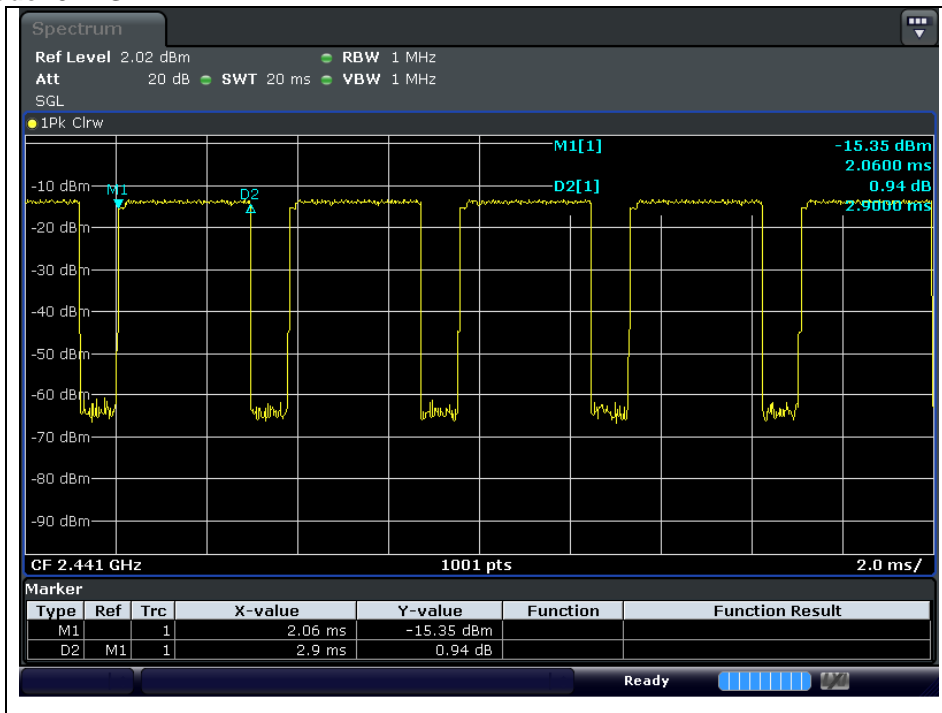 Spectrum
Ref Level 2.02 dBm RBW 1 MHz
Att 20 dB SWT 20 ms VBW 1 MHz
SGL
1Pk Clrw
M1[1] -15.35 dBm
2.0600 ms
D2[1] 0.94 dB
2.9000 ms
M1
D2
-10 dBm
-20 dBm
-30 dBm
-40 dBm
-50 dBm
-60 dBm
-70 dBm
-80 dBm
-90 dBm
CF 2.441 GHz 1001 pts 2.0 ms/
Marker
Type Ref Trc X-value Y-value Function Function Result
M1 1 2.06 ms -15.35 dBm
D2 M1 1 2.9 ms 0.94 dB
Ready